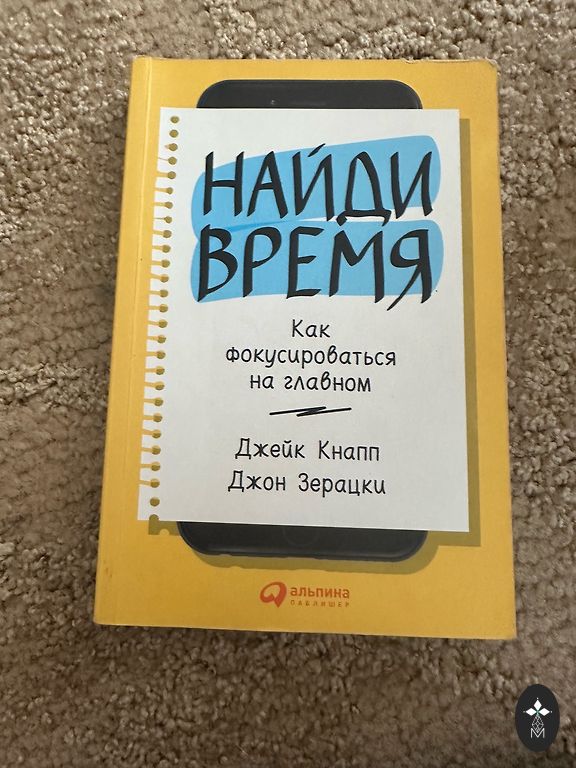 НАЙДИ
ВРЕМЯ
Как
фокусироваться
на главном
Джейк Кнапп
Джон Зерацки
альпина
ПАБЛИШЕР
M